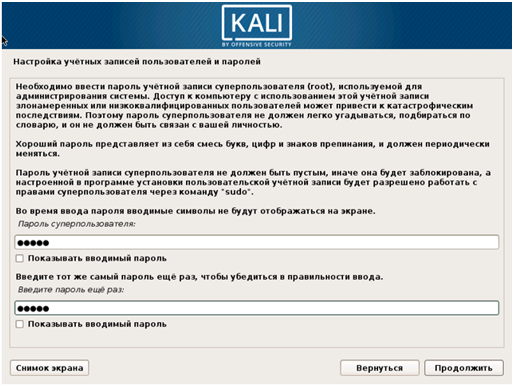 KALI
BY OFFENSIVE SECURITY
Настройка учётных записей пользователей и паролей
Необходимо ввести пароль учётной записи суперпользователя (root), используемой для
администрирования системы. Доступ к компьютеру с использованием этой учётной записи
злонамеренных или низкоквалифицированных пользователей может привести к катастрофическим
последствиям. Поэтому пароль суперпользователя не должен легко угадываться, подбираться по
словарю, и он не должен быть связан с вашей личностью.
Хороший пароль представляет из себя смесь букв, цифр и знаков препинания, и должен периодически
меняться.
Пароль учётной записи суперпользователя не должен быть пустым, иначе она будет заблокирована, а
настроенной в программе установки пользовательской учётной записи будет разрешено работать с
правами суперпользователя через команду "sudo".
Во время ввода пароля вводимые символы не будут отображаться на экране.
Пароль суперпользователя:
●●●●●
Показывать вводимый пароль
Введите тот же самый пароль ещё раз, чтобы убедиться в правильности ввода.
Введите пароль ещё раз:
●●●●●
Показывать вводимый пароль
Снимок экрана
Вернуться
Продолжить